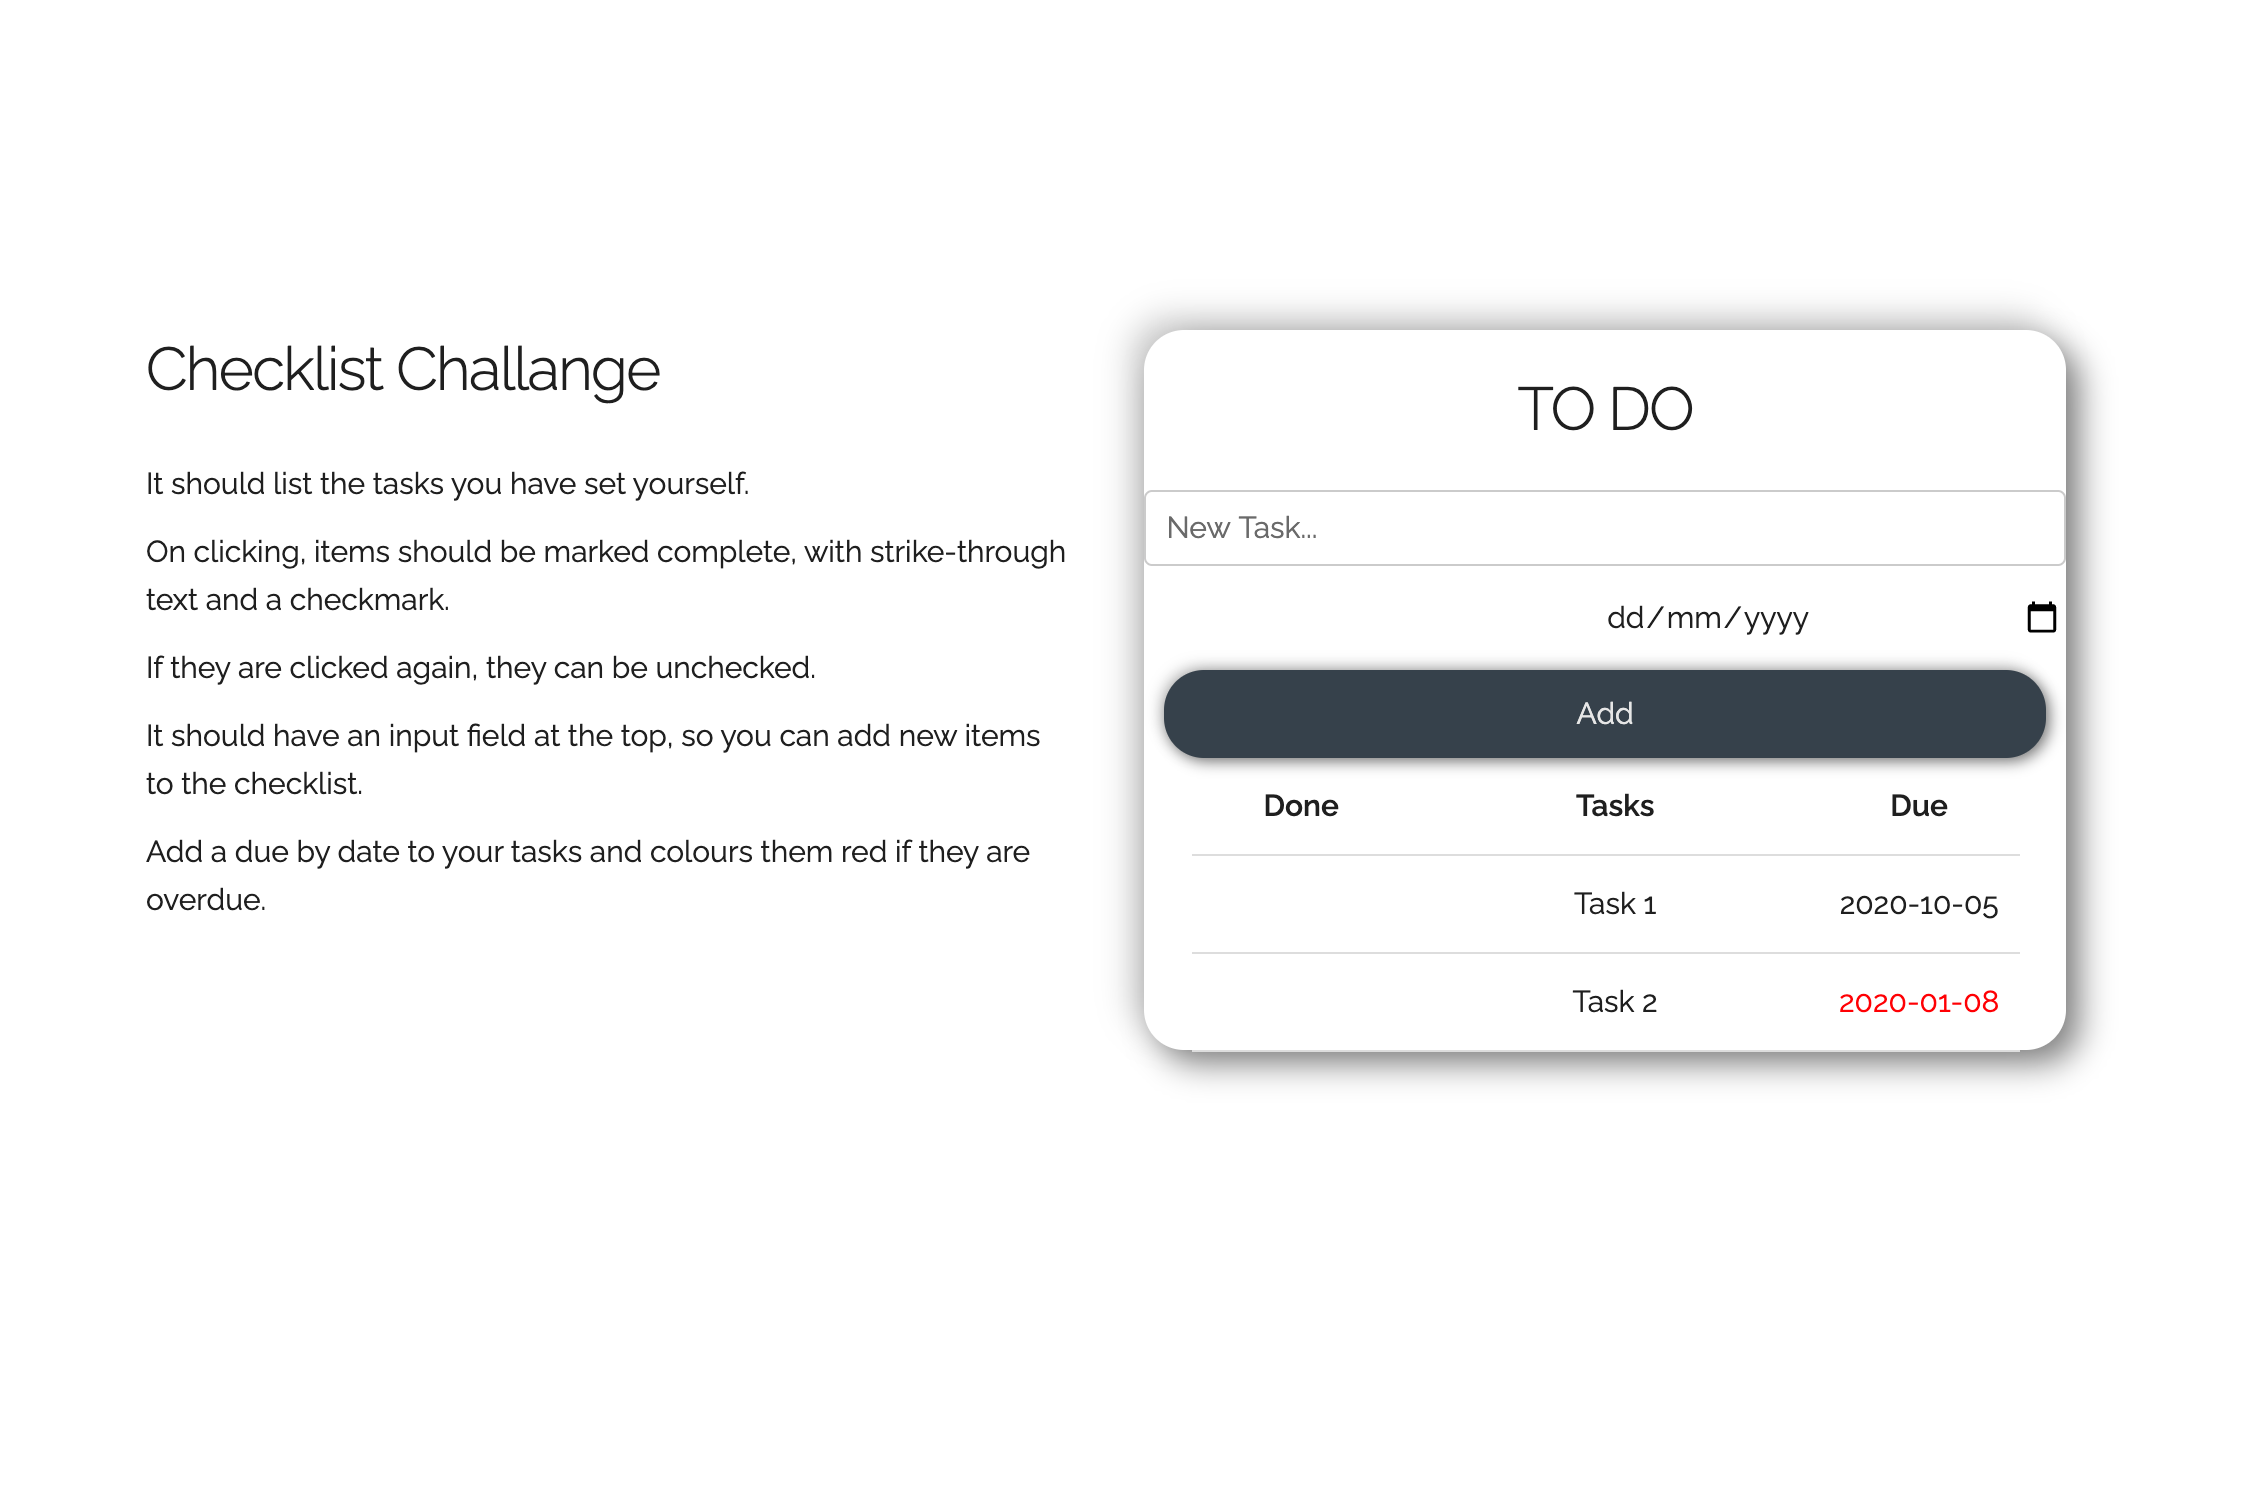 Checklist Challange
It should list the tasks you have set yourself.
On clicking, items should be marked complete, with strike-through
text and a checkmark.
If they are clicked again, they can be unchecked.
It should have an input field at the top, so you can add new items
to the checklist.
Add a due by date to your tasks and colours them red if they are
overdue.
TO DO
New Task...
dd/mm/yyyy
Add
Done Tasks Due
Task 1 2020-10-05
Task 2 2020-01-08